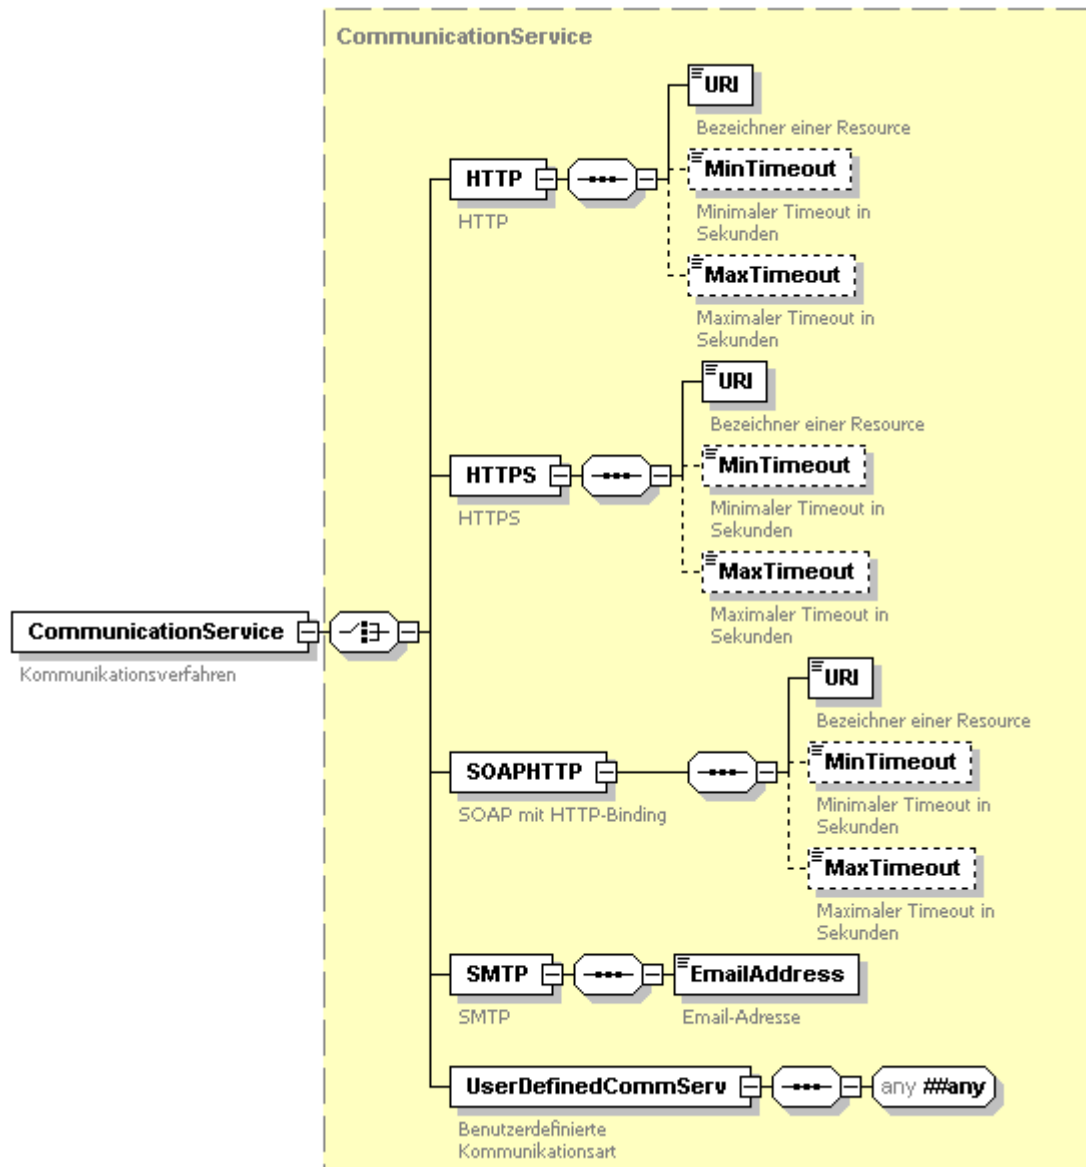 CommunicationService
URI
Bezeichner einer Resource
HTTP
HTTP
MinTimeout
Minimaler Timeout in
Sekunden
MaxTimeout
Maximaler Timeout in
Sekunden
URI
Bezeichner einer Resource
HTTPS
HTTPS
MinTimeout
Minimaler Timeout in
Sekunden
MaxTimeout
Maximaler Timeout in
Sekunden
CommunicationService
Kommunikationsverfahren
URI
Bezeichner einer Resource
SOAPHTTP
SOAP mit HTTP-Binding
MinTimeout
Minimaler Timeout in
Sekunden
MaxTimeout
Maximaler Timeout in
Sekunden
SMTP
SMTP
EmailAddress
Email-Adresse
UserDefinedCommServ
any ##any
Benutzerdefinierte
Kommunikationsart